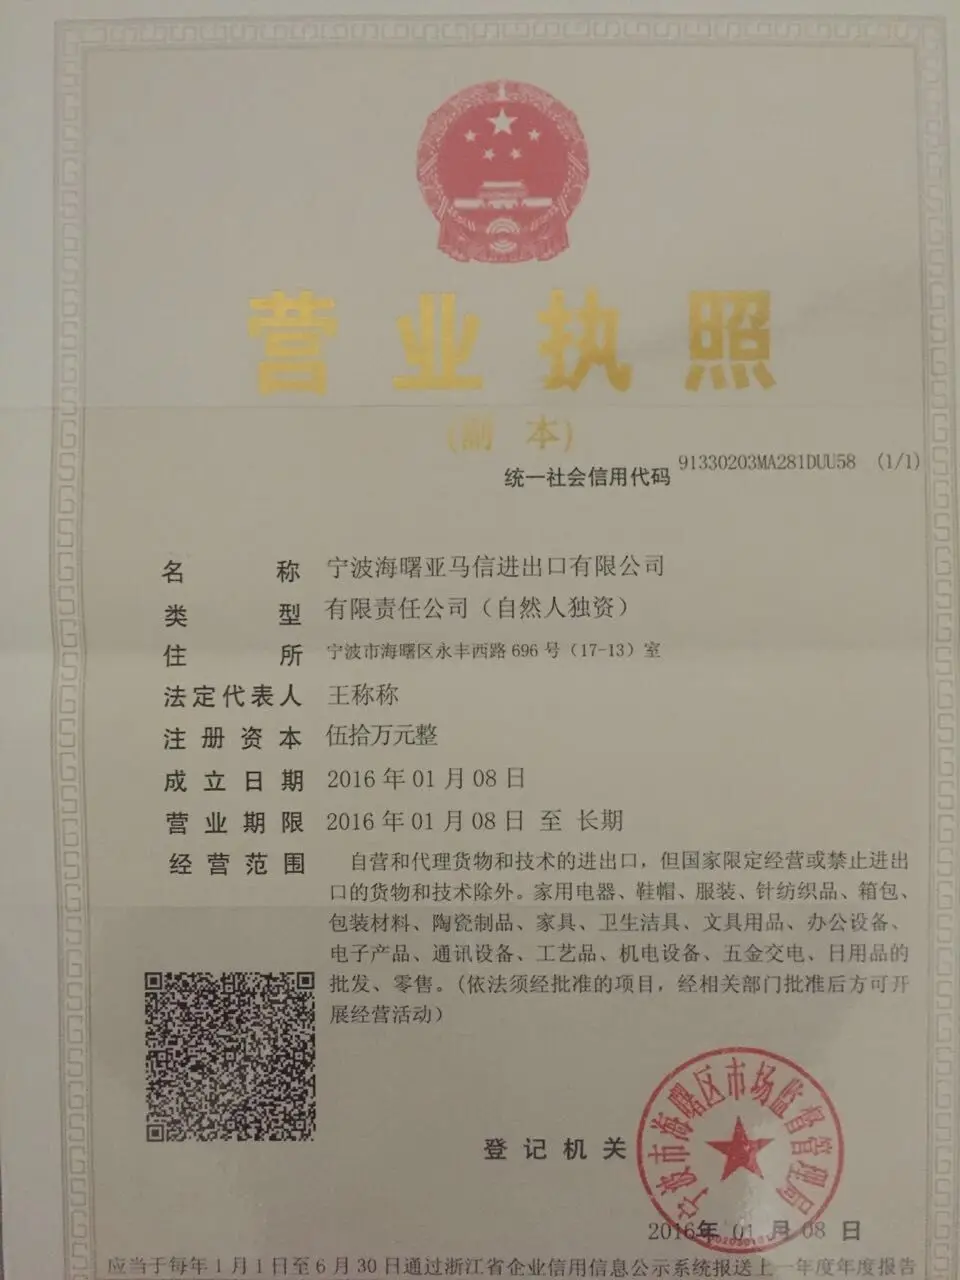 营业执照
(副本)
统一社会信用代码 91330203MA281DUU58 (1/1)
名称 宁波海曙亚马信进出口有限公司
类型 有限责任公司（自然人独资）
住所 宁波市海曙区永丰西路696号（17-13）室
法定代表人 王称称
注册资本 伍拾万元整
成立日期 2016年01月08日
营业期限 2016年01月08日 至 长期
经营范围 自营和代理货物和技术的进出口，但国家限定经营或禁止进出
口的货物和技术除外。家用电器、鞋帽、服装、针纺织品、箱包、
包装材料、陶瓷制品、家具、卫生洁具、文具用品、办公设备、
电子产品、通讯设备、工艺品、机电设备、五金交电、日用品的
批发、零售。(依法须经批准的项目，经相关部门批准后方可开
展经营活动）
宁波市海曙区市场监督管理局
登记机关
2016年 01 月 08 日
应当于每年1月1日至6月30日通过浙江省企业信用信息公示系统报送上一年度年度报告